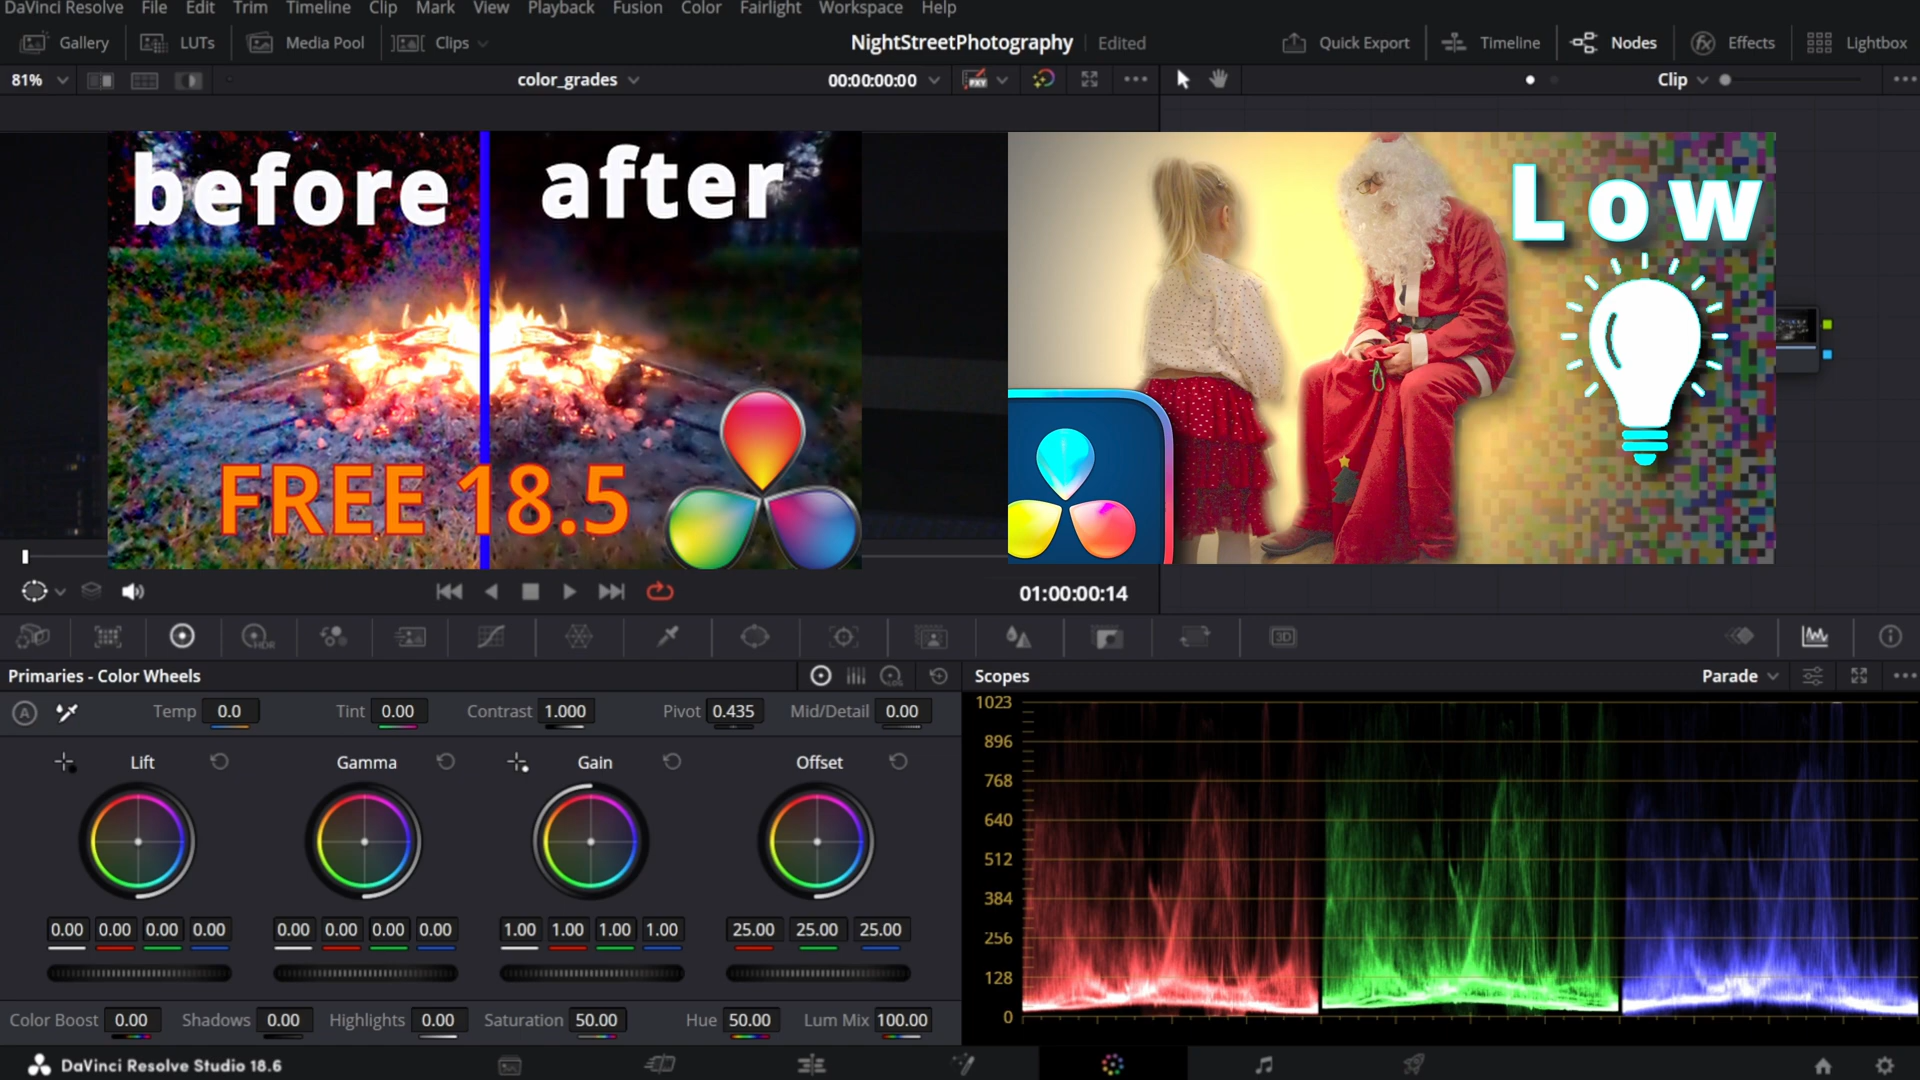 DaVinci Resolve File Edit Trim Timeline Clip Mark View Playback Fusion Color Fairlight Workspace Help
Gallery LUTs Media Pool Clips NightStreetPhotography Edited Quick Export Timeline Nodes Effects Lightbox
81% color_grades 00:00:00:00 Clip
before after
Low
FREE 18.5
01:00:00:14
HDR
3D
Primaries - Color Wheels
Scopes Parade
A Temp 0.0 Tint 0.00 Contrast 1.000 Pivot 0.435 Mid/Detail 0.00
Lift Gamma Gain Offset
0.00 0.00 0.00 0.00 0.00 0.00 0.00 0.00 1.00 1.00 1.00 1.00 25.00 25.00 25.00
Color Boost 0.00 Shadows 0.00 Highlights 0.00 Saturation 50.00 Hue 50.00 Lum Mix 100.00
1023
896
768
640
512
384
256
128
0
DaVinci Resolve Studio 18.6